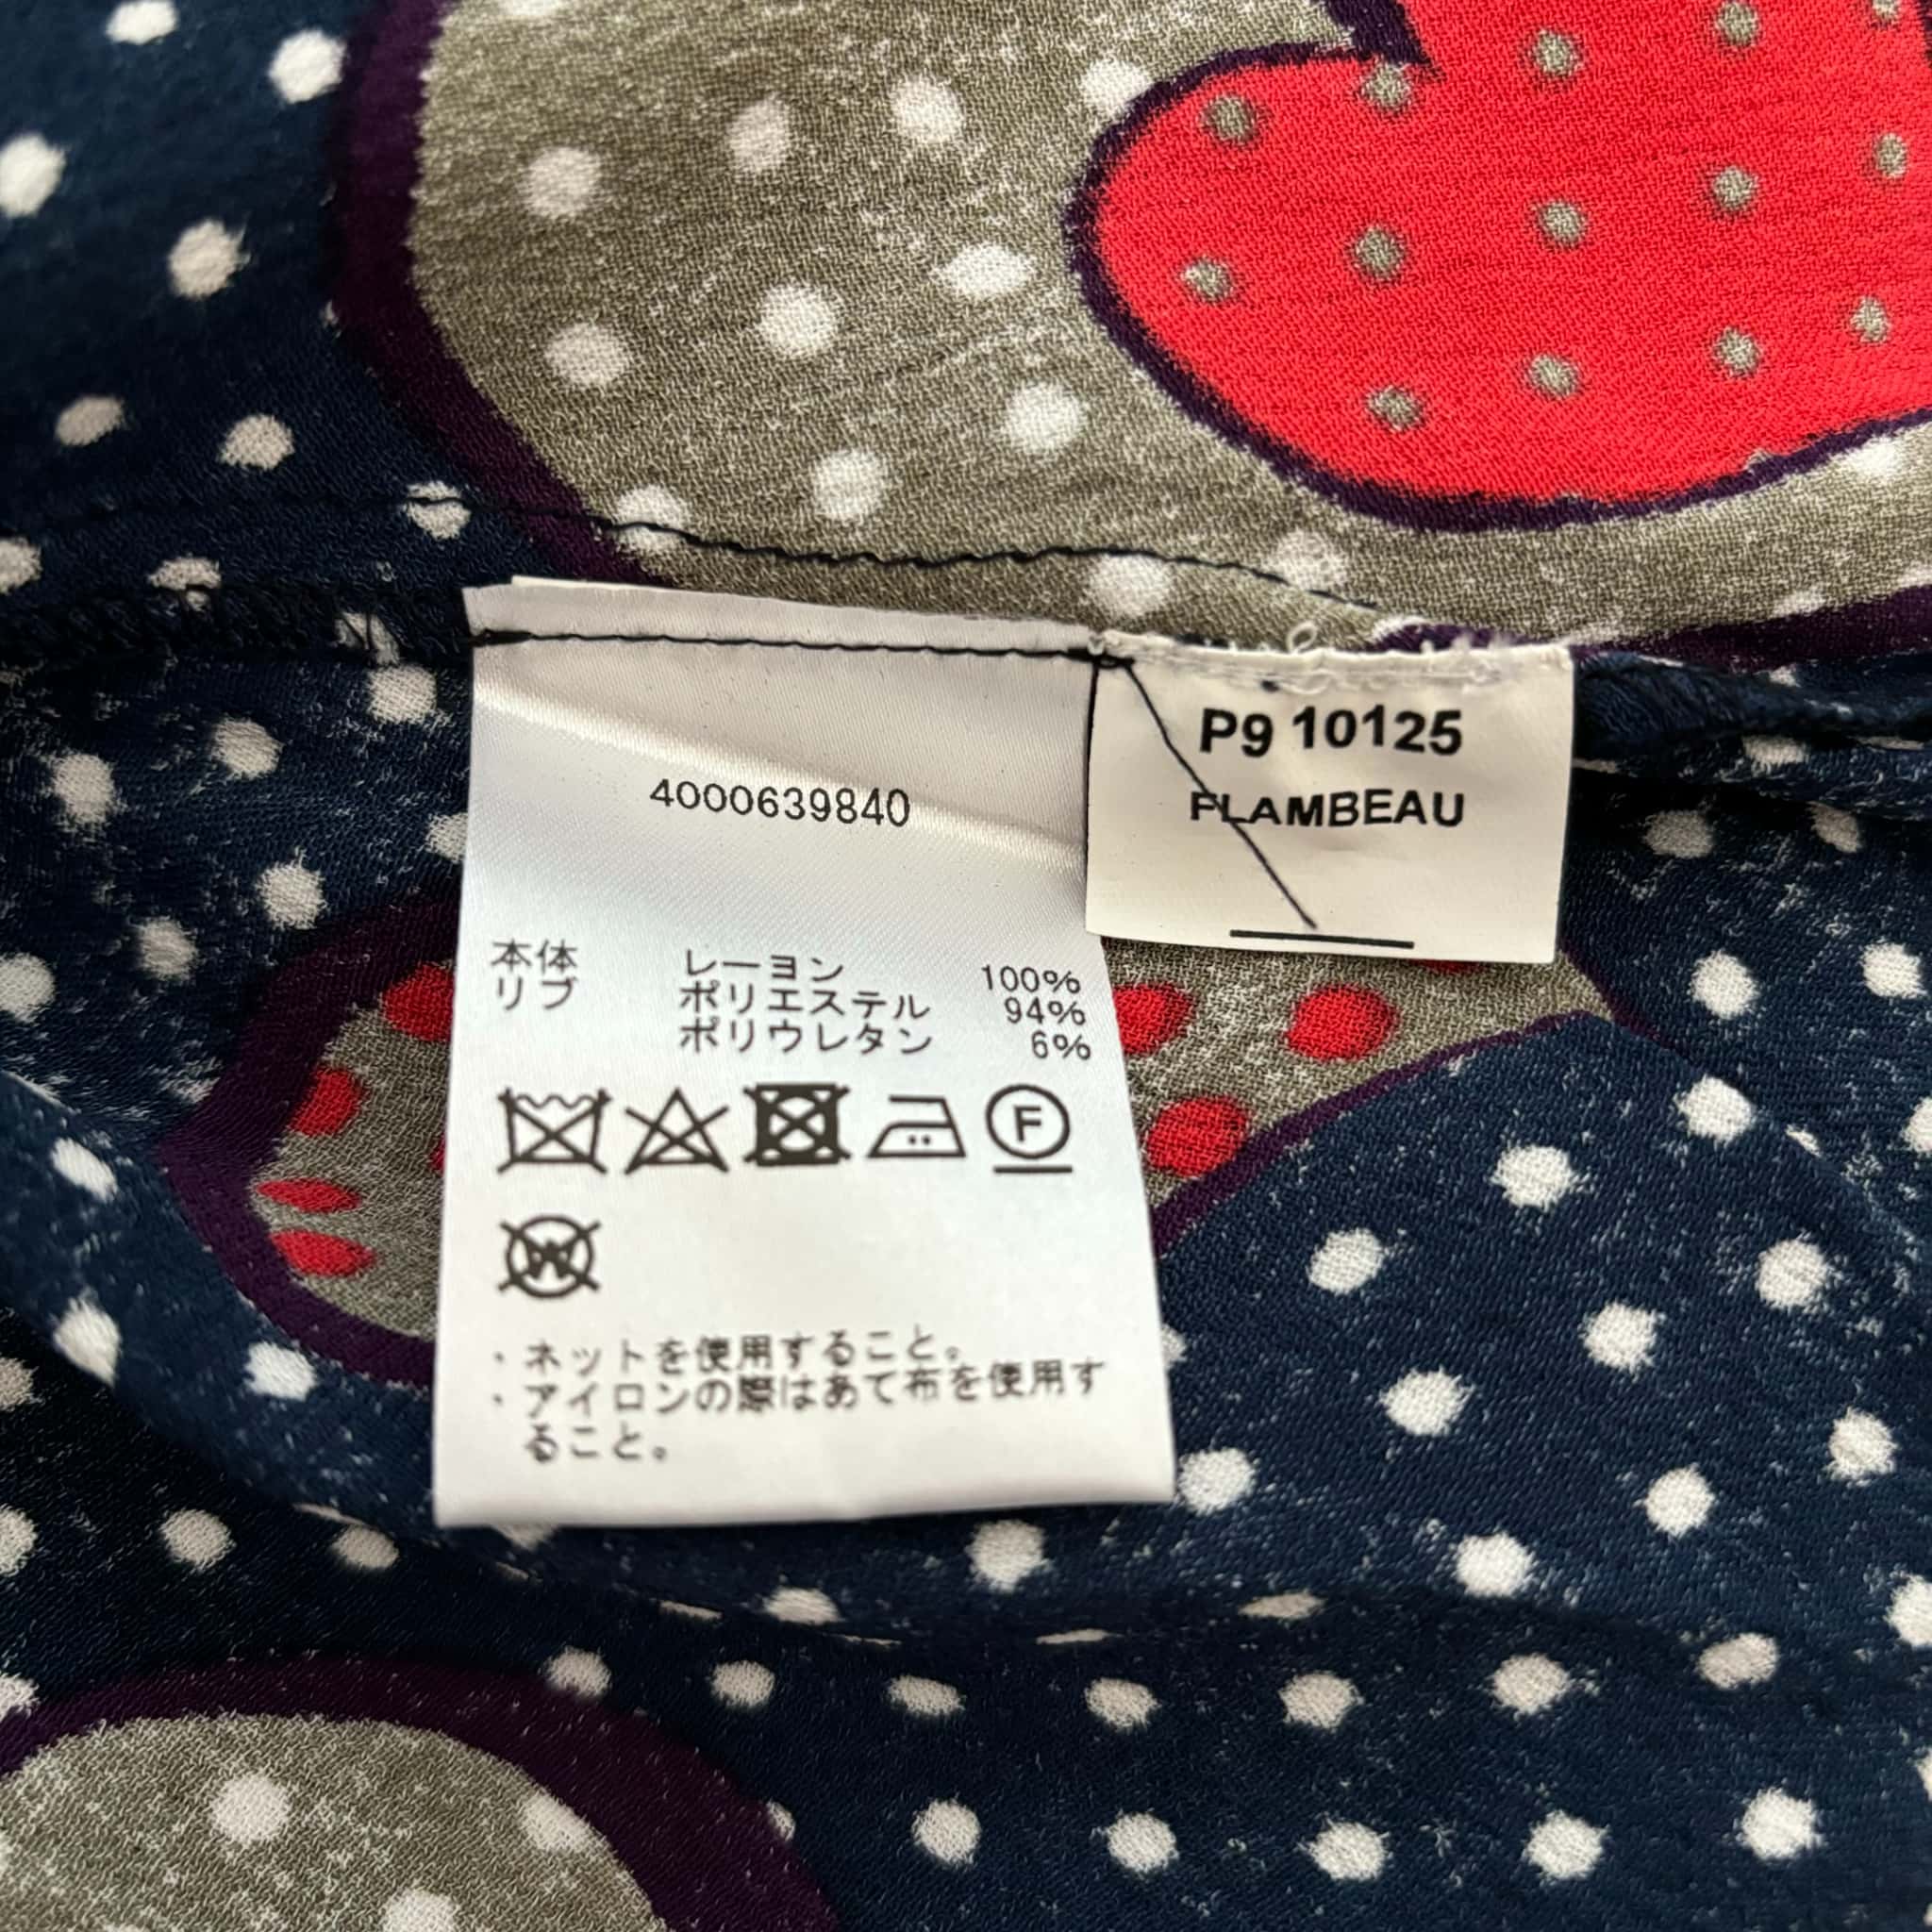 4000639840
P9 10125
FLAMBEAU
本体 レーヨン 100%
リブ ポリエステル 94%
ポリウレタン 6%
F
W
・ネットを使用すること。
・アイロンの際はあて布を使用す
ること。